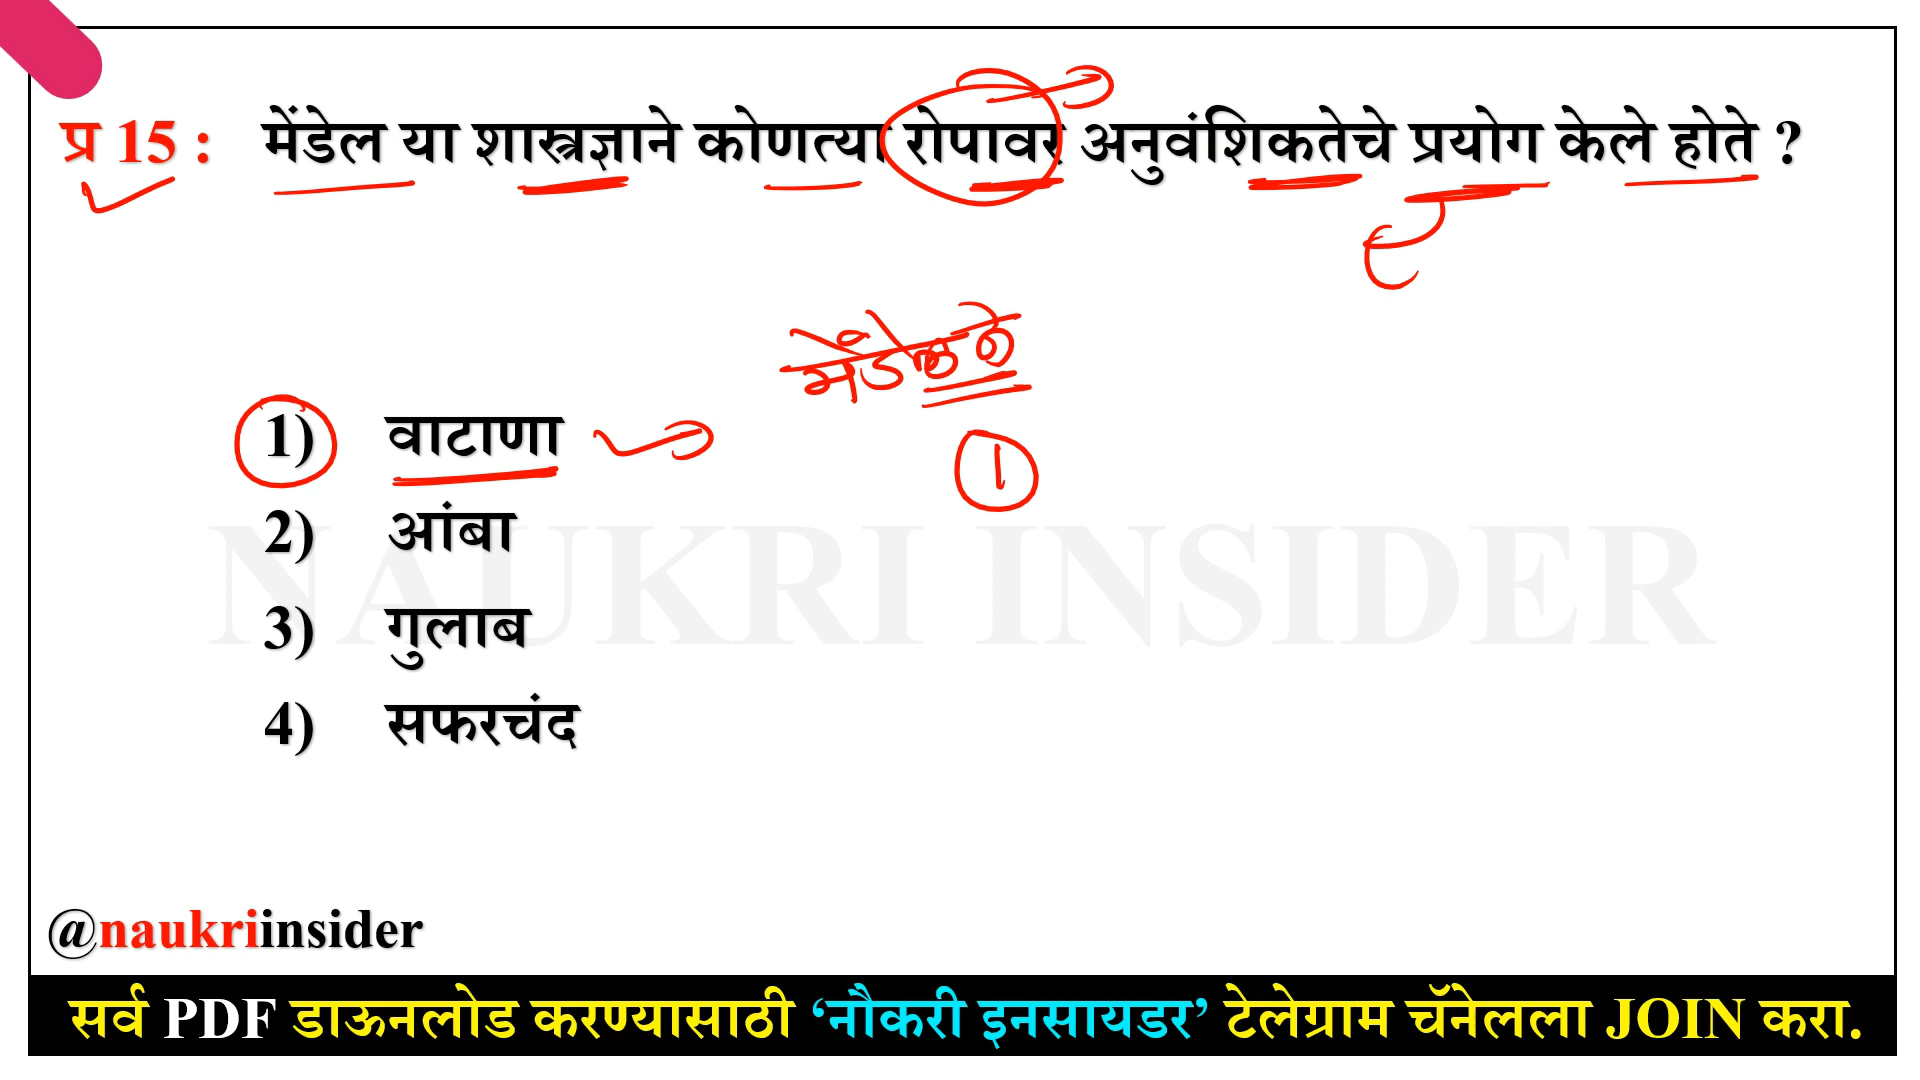 प्र 15 : मेंडेल या शास्त्रज्ञाने कोणत्या रोपावर अनुवंशिकतेचे प्रयोग केले होते ?
1) वाटाणा
१
2) आंबा
NAUKRI INSIDER
3) गुलाब
4) सफरचंद
@naukriinsider
सर्व PDF डाऊनलोड करण्यासाठी ‘नौकरी इनसायडर’ टेलेग्राम चॅनेलला JOIN करा.